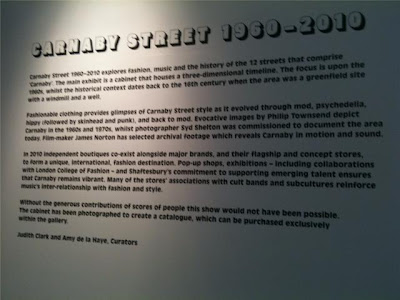 CARNABY STREET 1960-2010
Carnaby Street 1960-2010 explores fashion, music and the history of the 12 streets that comprise
'Carnaby'. The main exhibit is a cabinet that houses a three-dimensional timeline. The focus is upon the
1960s, whilst the historical context dates back to the 16th century when the area was a greenfield site
with a windmill and a well.
Fashionable clothing provides glimpses of Carnaby Street style as it evolved through mod, psychedelia,
hippy (followed by skinhead and punk), and back to mod. Evocative images by Philip Townsend depict
Carnaby in the 1960s and 1970s, whilst photographer Syd Shelton was commissioned to document the area
today. Film-maker James Norton has selected archival footage which reveals Carnaby in motion and sound.
In 2010 independent boutiques co-exist alongside major brands, and their flagship and concept stores,
to form a unique, international, fashion destination. Pop-up shops, exhibitions – including collaborations
with London College of Fashion – and Shaftesbury's commitment to supporting emerging talent ensures
that Carnaby remains vibrant. Many of the stores' associations with cult bands and subcultures reinforce
music's inter-relationship with fashion and style.
Without the generous contributions of scores of people this show would not have been possible.
The cabinet has been photographed to create a catalogue, which can be purchased exclusively
within the gallery.
Judith Clark and Amy de la Haye, Curators